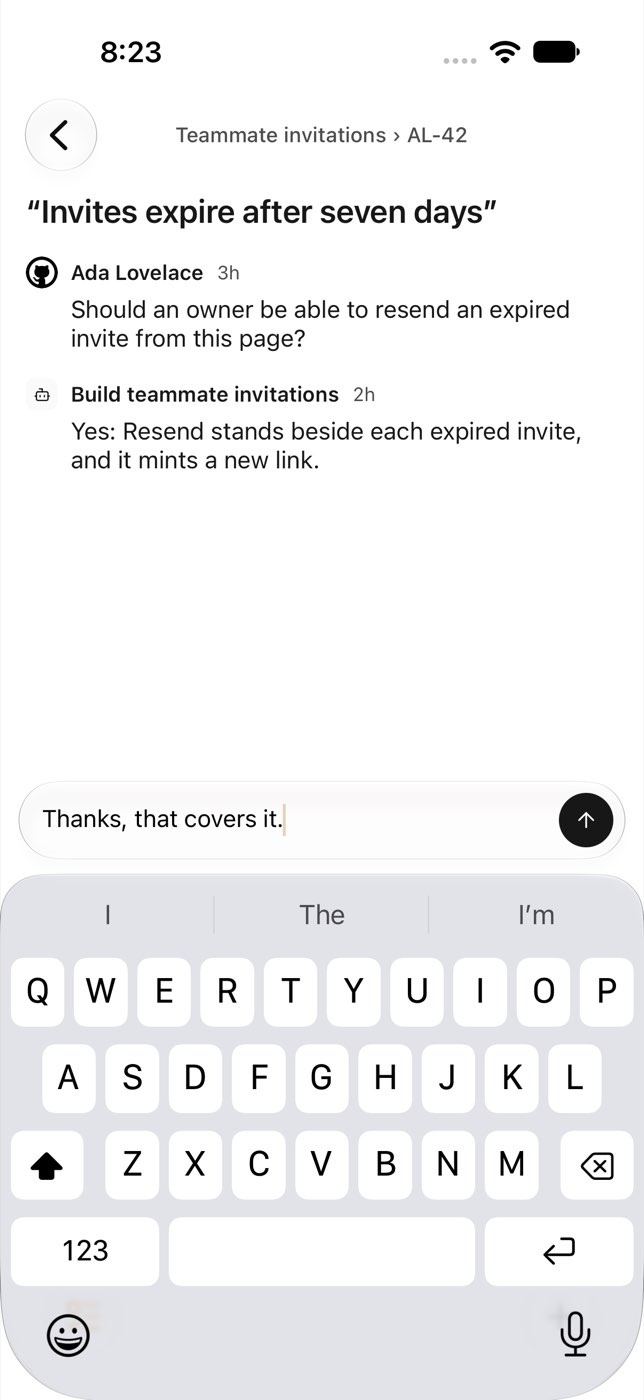 8:23
Teammate invitations › AL-42
“Invites expire after seven days”
Ada Lovelace 3h
Should an owner be able to resend an expired
invite from this page?
Build teammate invitations 2h
Yes: Resend stands beside each expired invite,
and it mints a new link.
Thanks, that covers it.
I The I’m
Q W E R T Y U I O P
A S D F G H J K L
Z X C V B N M
123